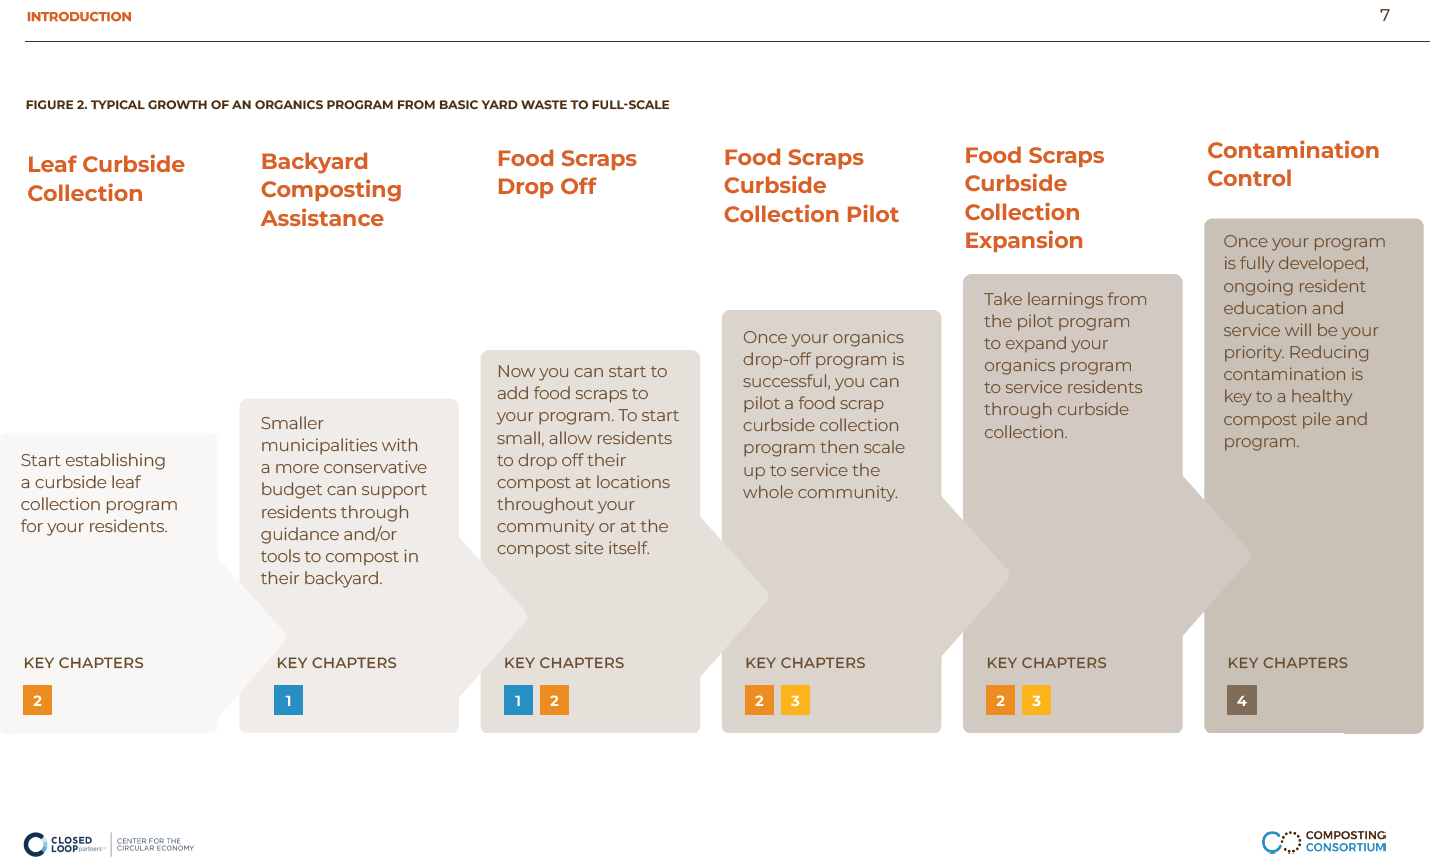 INTRODUCTION
7
FIGURE 2. TYPICAL GROWTH OF AN ORGANICS PROGRAM FROM BASIC YARD WASTE TO FULL-SCALE
Leaf Curbside
Collection
Start establishing
a curbside leaf
collection program
for your residents.
KEY CHAPTERS
2
Backyard
Composting
Assistance
Smaller
municipalities with
a more conservative
budget can support
residents through
guidance and/or
tools to compost in
their backyard.
KEY CHAPTERS
1
Food Scraps
Drop Off
Now you can start to
add food scraps to
your program. To start
small, allow residents
to drop off their
compost at locations
throughout your
community or at the
compost site itself.
KEY CHAPTERS
1 2
Food Scraps
Curbside
Collection Pilot
Once your organics
drop-off program is
successful, you can
pilot a food scrap
curbside collection
program then scale
up to service the
whole community.
KEY CHAPTERS
2 3
Food Scraps
Curbside
Collection
Expansion
Take learnings from
the pilot program
to expand your
organics program
to service residents
through curbside
collection.
KEY CHAPTERS
2 3
Contamination
Control
Once your program
is fully developed,
ongoing resident
education and
service will be your
priority. Reducing
contamination is
key to a healthy
compost pile and
program.
KEY CHAPTERS
4
CLOSED
LOOP partners
CENTER FOR THE
CIRCULAR ECONOMY
COMPOSTING
CONSORTIUM